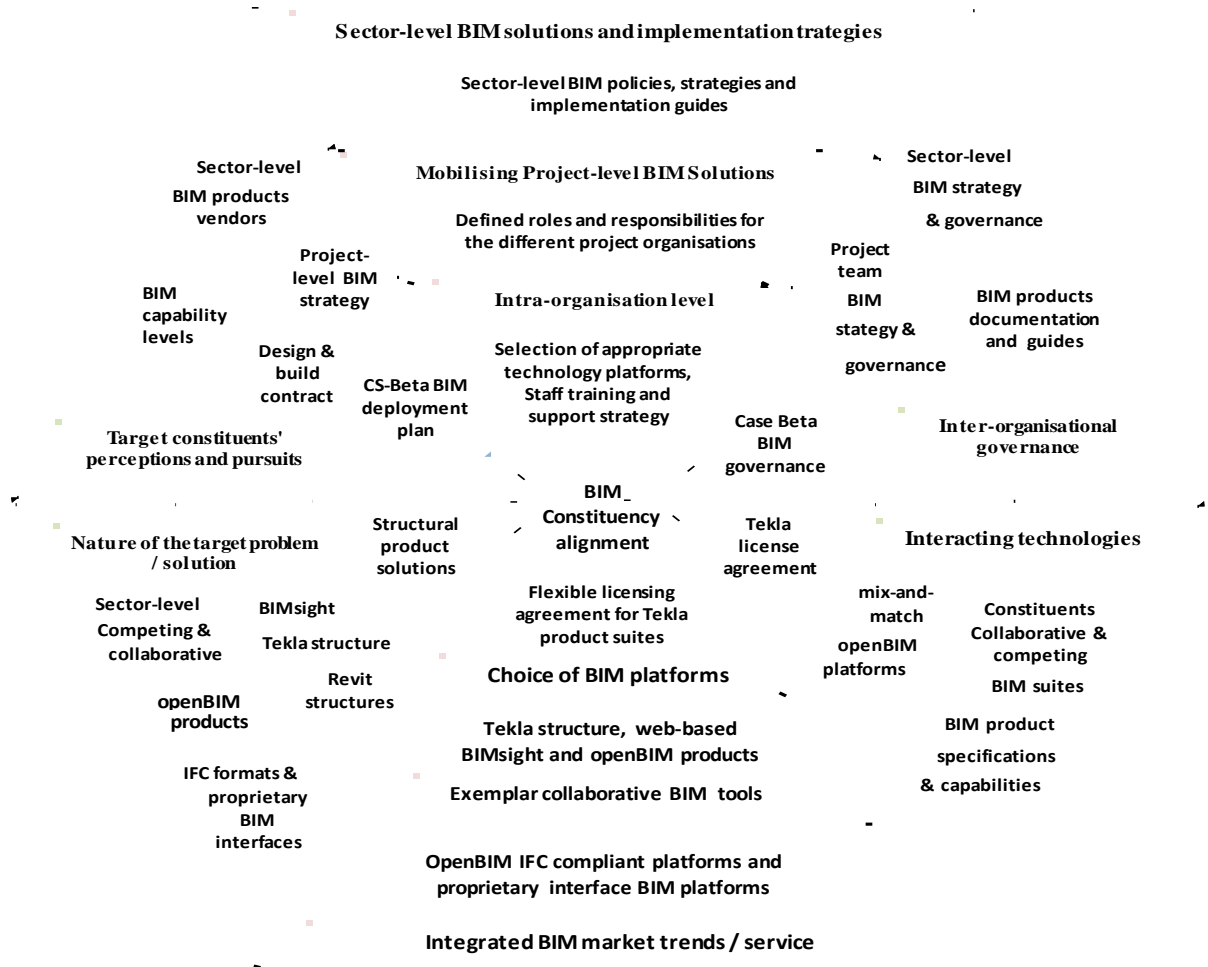 Sector-level BIM solutions and implementation trategies
Sector-level BIM policies, strategies and
implementation guides
Sector-level
BIM products
vendors
Mobilising Project-level BIM Solutions
Sector-level
BIM strategy
& governance
Defined roles and responsibilities for
the different project organisations
Project-
level BIM
strategy
Project
team
BIM
stategy &
governance
BIM
capability
levels
Intra-organisation level
BIM products
documentation
and guides
Design &
build
contract
CS-Beta BIM
deployment
plan
Selection of appropriate
technology platforms,
Staff training and
support strategy
Case Beta
BIM
governance
Target constituents'
perceptions and pursuits
Inter-organisational
governance
BIM
Constituency
alignment
Nature of the target problem
/ solution
Structural
product
solutions
Tekla
license
agreement
Interacting technologies
Sector-level
Competing &
collaborative
BIMsight
Tekla structure
Revit
structures
Flexible licensing
agreement for Tekla
product suites
mix-and-
match
openBIM
platforms
Constituents
Collaborative &
competing
BIM suites
openBIM
products
Choice of BIM platforms
Tekla structure, web-based
BIMsight and openBIM products
BIM product
specifications
& capabilities
IFC formats &
proprietary
BIM
interfaces
Exemplar collaborative BIM tools
OpenBIM IFC compliant platforms and
proprietary interface BIM platforms
Integrated BIM market trends / service